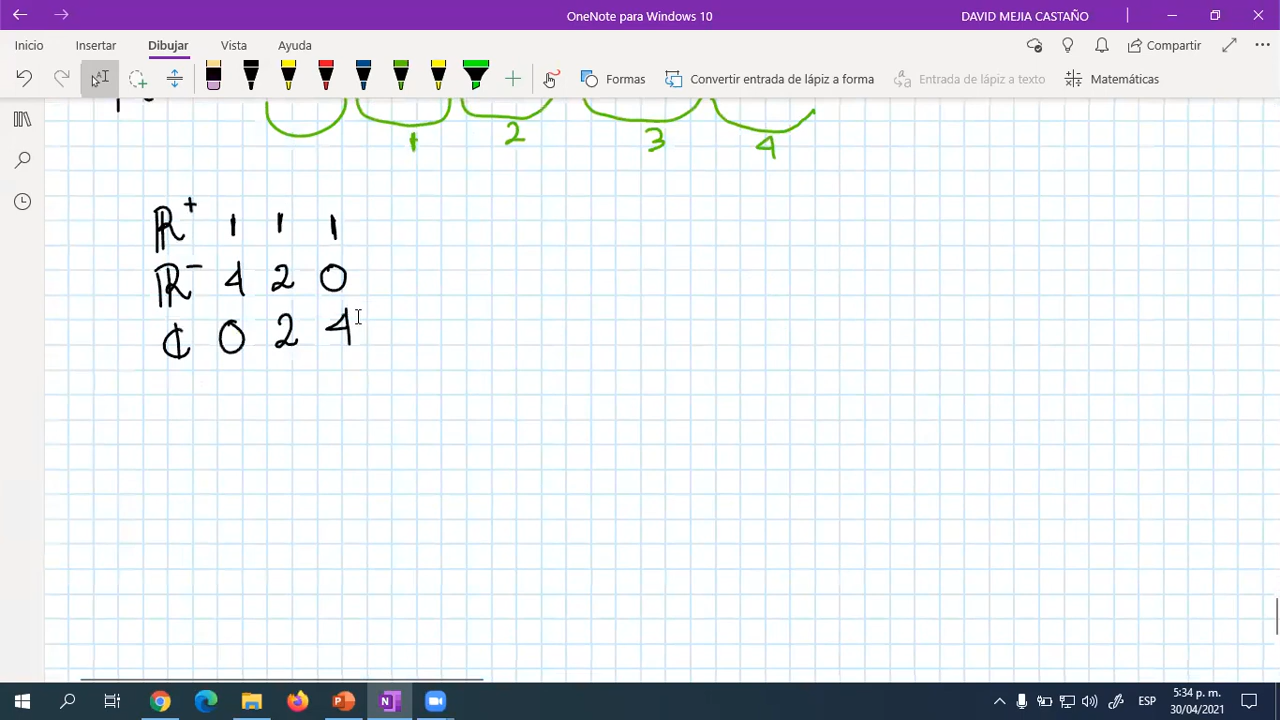 OneNote para Windows 10
DAVID MEJIA CASTAÑO
Inicio Insertar Dibujar Vista Ayuda
Compartir
Formas
Convertir entrada de lápiz a forma
Entrada de lápiz a texto
Matemáticas
1 2 3 4
ℝ⁺ 1 1 1
ℝ⁻ 4 2 0
ℂ 0 2 4
ESP
5:34 p. m.
30/04/2021